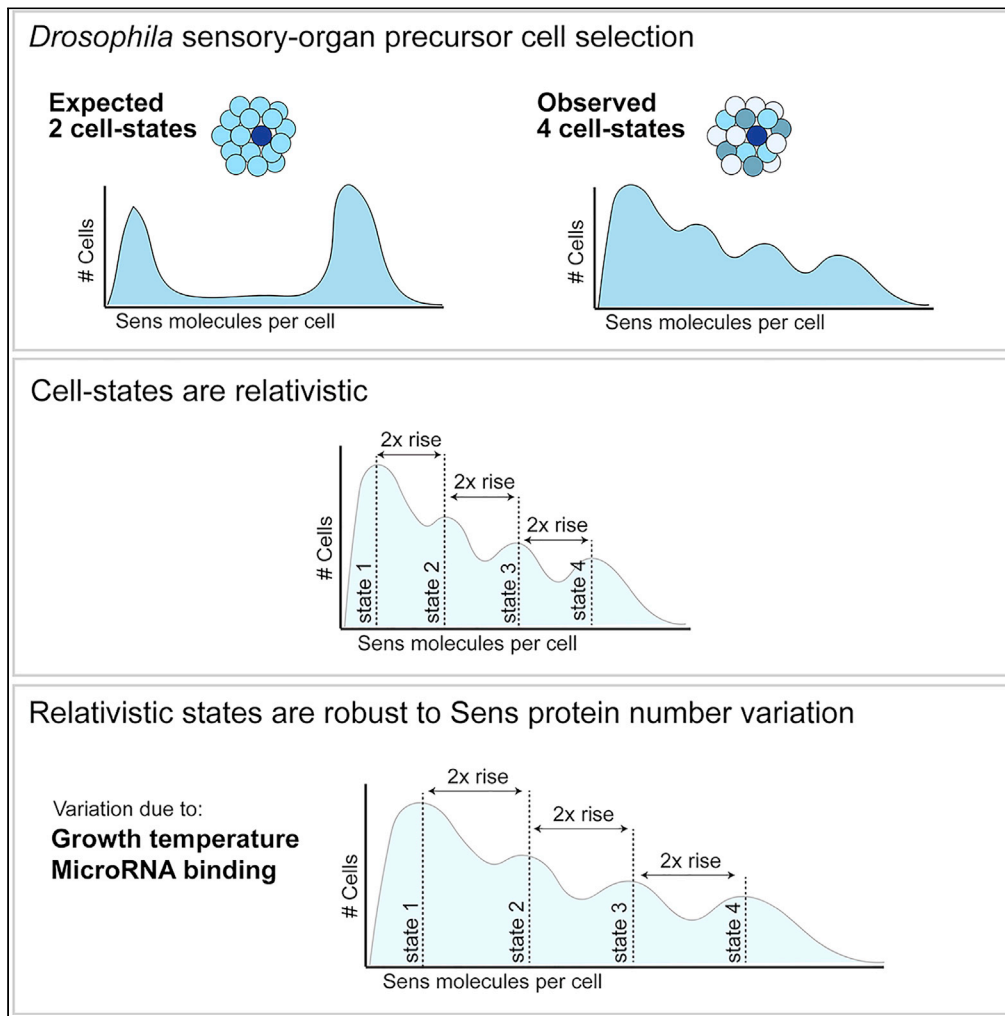 Drosophila sensory-organ precursor cell selection
Expected
2 cell-states
# Cells
Sens molecules per cell
Observed
4 cell-states
# Cells
Sens molecules per cell
Cell-states are relativistic
2x rise
2x rise
2x rise
# Cells
state 1
state 2
state 3
state 4
Sens molecules per cell
Relativistic states are robust to Sens protein number variation
Variation due to:
Growth temperature
MicroRNA binding
2x rise
2x rise
2x rise
# Cells
state 1
state 2
state 3
state 4
Sens molecules per cell